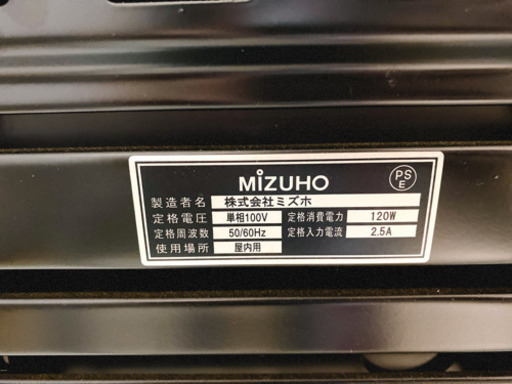 MIZUHO
PS
E
製造者名 株式会社ミズホ
定格電圧 単相100V 定格消費電力 120W
定格周波数 50/60Hz 定格入力電流 2.5A
使用場所 屋内用